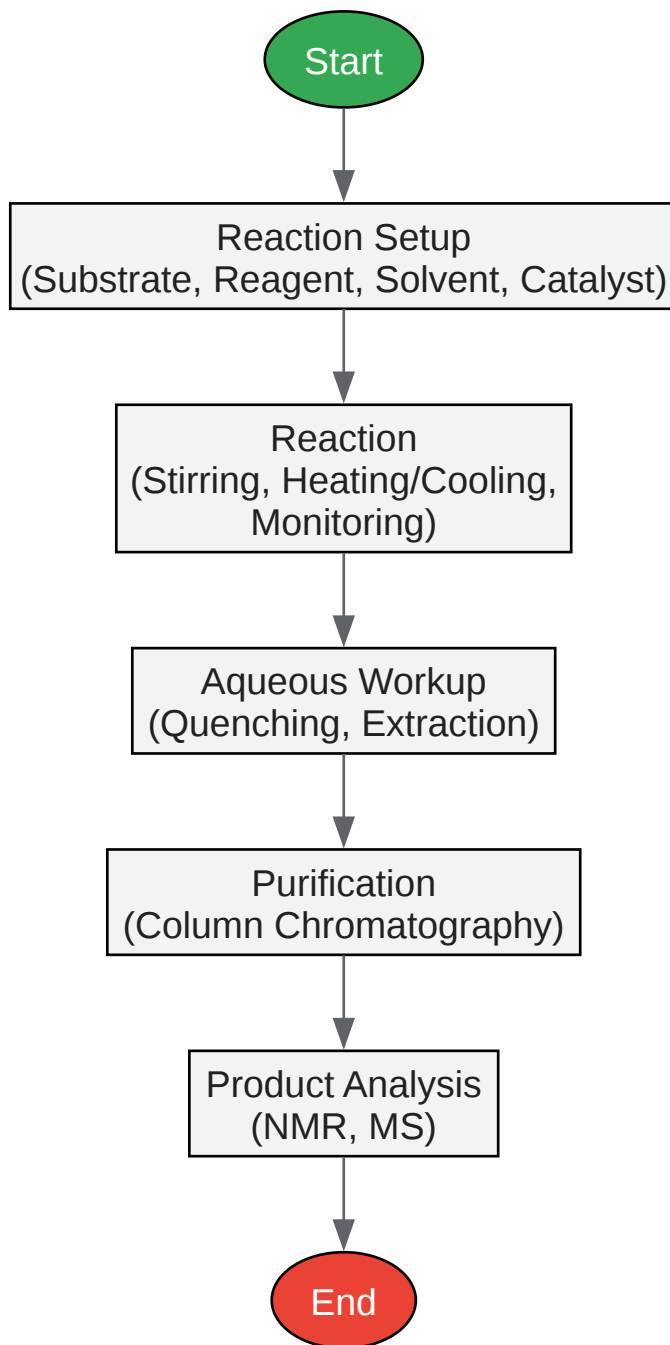 Start
Reaction Setup
(Substrate, Reagent, Solvent, Catalyst)
Reaction
(Stirring, Heating/Cooling,
Monitoring)
Aqueous Workup
(Quenching, Extraction)
Purification
(Column Chromatography)
Product Analysis
(NMR, MS)
End